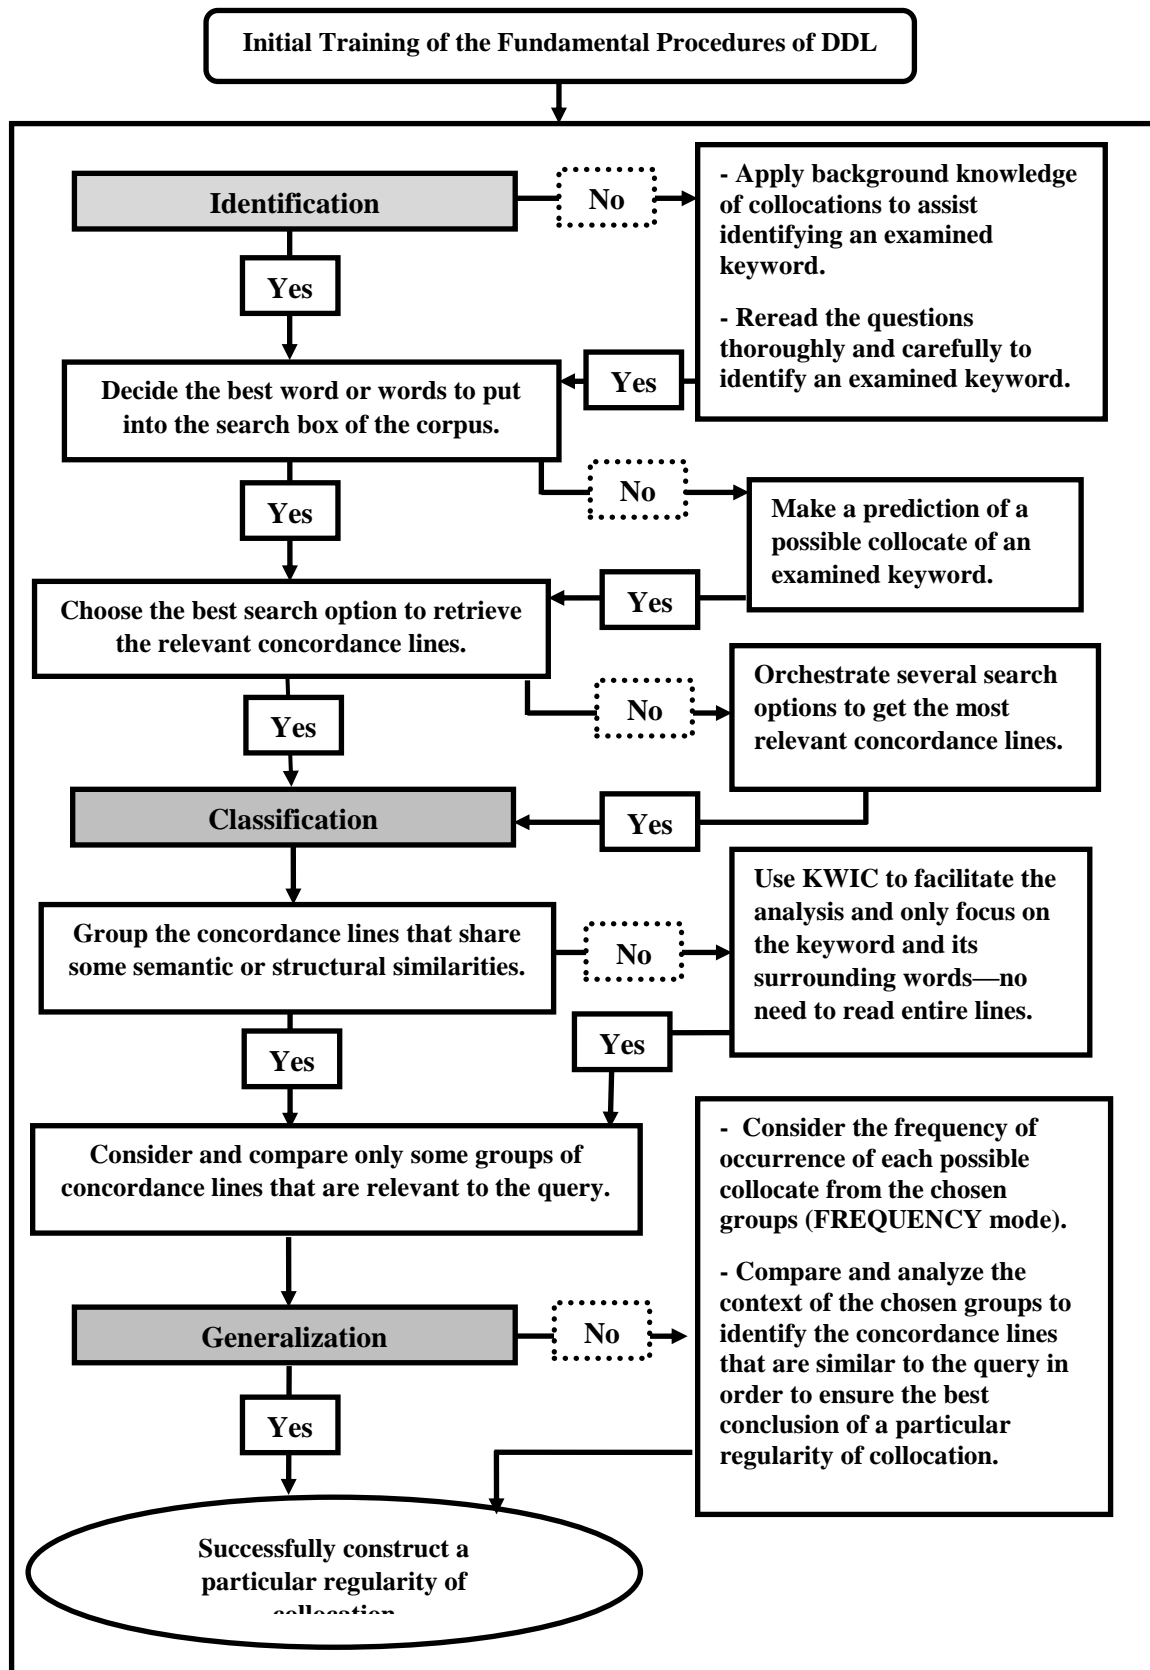 Initial Training of the Fundamental Procedures of DDL
Identification
No
- Apply background knowledge
of collocations to assist
identifying an examined
keyword.
- Reread the questions
thoroughly and carefully to
identify an examined keyword.
Yes
Yes
Decide the best word or words to put
into the search box of the corpus.
No
Make a prediction of a
possible collocate of an
examined keyword.
Yes
Yes
Choose the best search option to retrieve
the relevant concordance lines.
No
Orchestrate several search
options to get the most
relevant concordance lines.
Yes
Yes
Classification
Group the concordance lines that share
some semantic or structural similarities.
No
Use KWIC to facilitate the
analysis and only focus on
the keyword and its
surrounding words—no
need to read entire lines.
Yes
Yes
Consider and compare only some groups of
concordance lines that are relevant to the query.
Generalization
No
- Consider the frequency of
occurrence of each possible
collocate from the chosen
groups (FREQUENCY mode).
- Compare and analyze the
context of the chosen groups to
identify the concordance lines
that are similar to the query in
order to ensure the best
conclusion of a particular
regularity of collocation.
Yes
Successfully construct a
particular regularity of
collocation